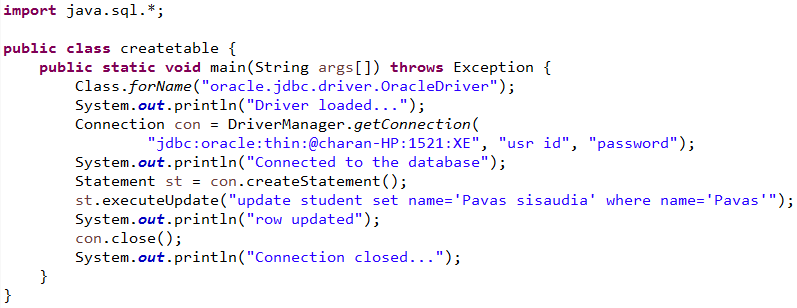 import java.sql.*;
public class createtable {
public static void main(String args[]) throws Exception {
Class.forName("oracle.jdbc.driver.OracleDriver");
System.out.println("Driver loaded...");
Connection con = DriverManager.getConnection(
"jdbc:oracle:thin:@charan-HP:1521:XE", "usr id", "password");
System.out.println("Connected to the database");
Statement st = con.createStatement();
st.executeUpdate("update student set name='Pavas sisaudia' where name='Pavas'");
System.out.println("row updated");
con.close();
System.out.println("Connection closed...");
}
}